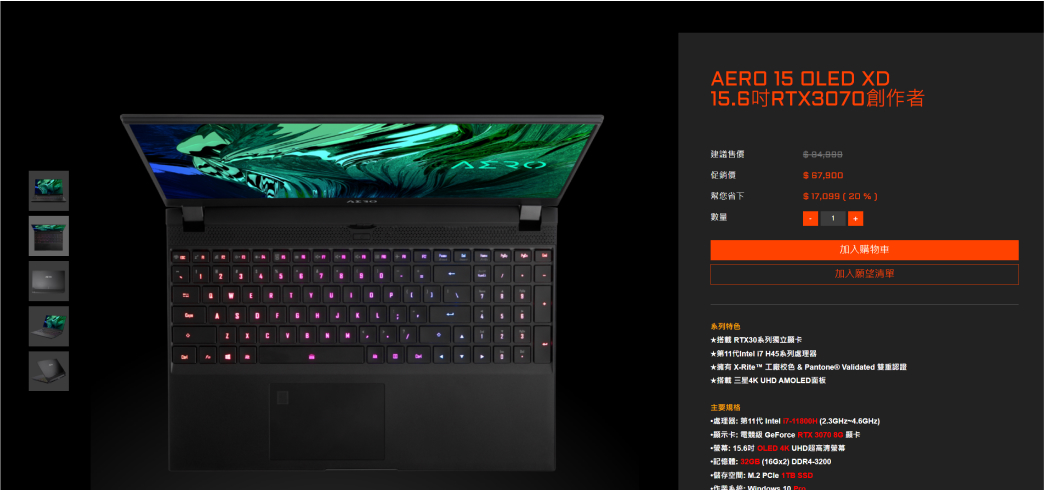 AERO 15 OLED XD
15.6吋RTX3070創作者
建議售價 $ 84,999
促銷價 $ 67,900
幫您省下 $ 17,099 ( 20 % )
數量 - 1 +
加入購物車
加入願望清單
AERO
AERO
系列特色
★搭載 RTX30系列獨立顯卡
★第11代Intel i7 H45系列處理器
★擁有 X-Rite™ 工廠校色 & Pantone® Validated 雙重認證
★搭載 三星4K UHD AMOLED面板
主要規格
•處理器: 第11代 Intel i7-11800H (2.3GHz~4.6GHz)
•顯示卡: 電競級 GeForce RTX 3070 8G 顯卡
•螢幕: 15.6吋 OLED 4K UHD超高清螢幕
•記憶體: 32GB (16Gx2) DDR4-3200
•儲存空間: M.2 PCIe 1TB SSD
•作業系統: Windows 10 Pro